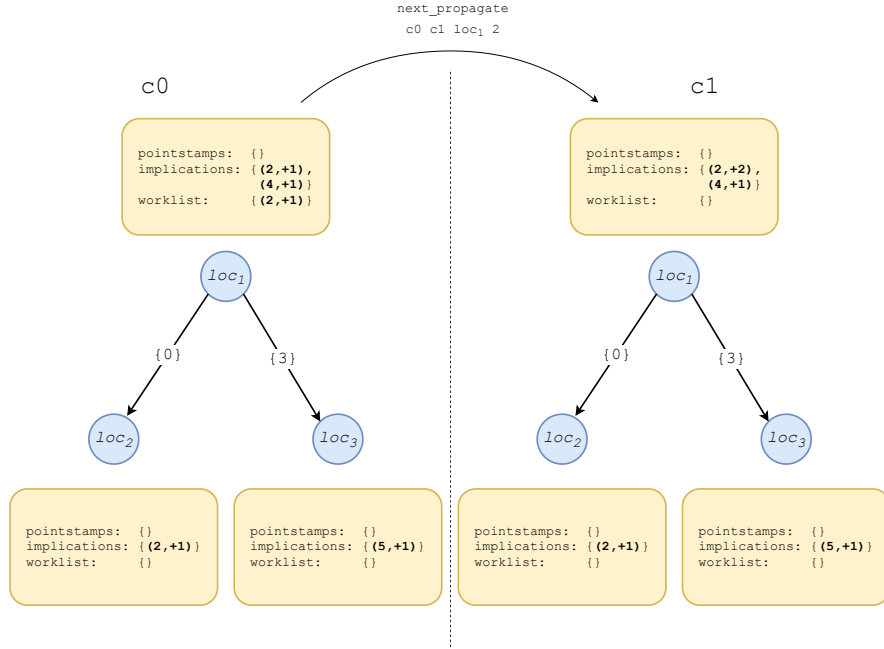 next_propagate
c0 c1 loc₁ 2
c0
c1
pointstamps: {}
implications: {(2,+1),
(4,+1)}
worklist: {(2,+1)}
pointstamps: {}
implications: {(2,+2),
(4,+1)}
worklist: {}
loc₁
loc₁
{0}
{3}
{0}
{3}
loc₂
loc₃
loc₂
loc₃
pointstamps: {}
implications: {(2,+1)}
worklist: {}
pointstamps: {}
implications: {(5,+1)}
worklist: {}
pointstamps: {}
implications: {(2,+1)}
worklist: {}
pointstamps: {}
implications: {(5,+1)}
worklist: {}